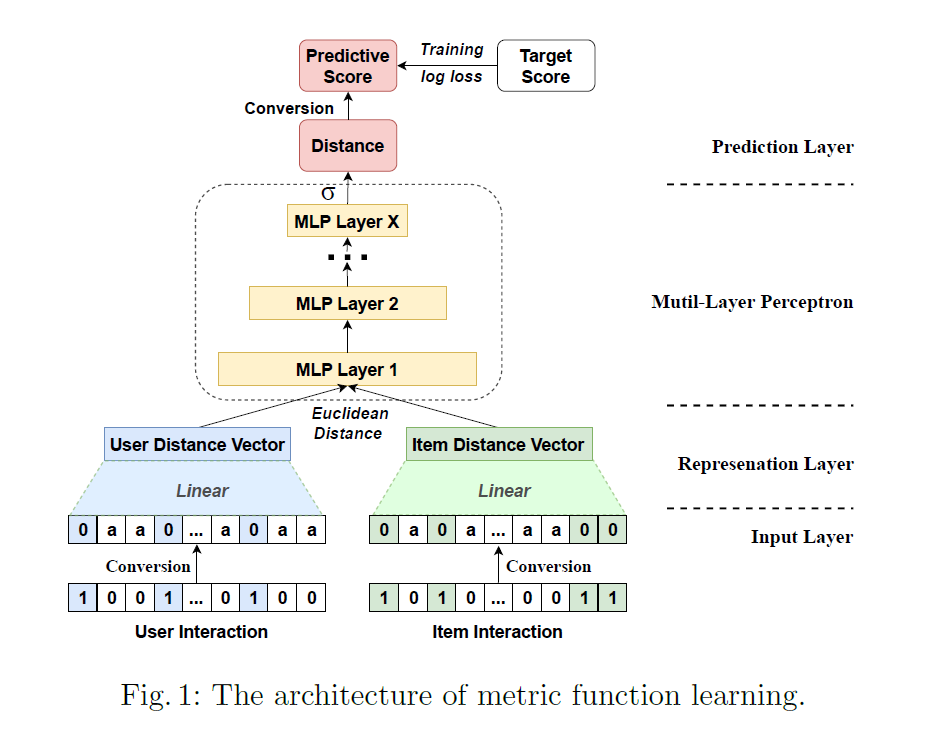 Predictive
Score
Training
log loss
Target
Score
Conversion
Distance
Prediction Layer
σ
MLP Layer X
...
MLP Layer 2
Mutil-Layer Perceptron
MLP Layer 1
Euclidean
Distance
User Distance Vector
Item Distance Vector
Represenation Layer
Linear
Linear
0 a a 0 ... a 0 a a
0 a 0 a ... a a 0 0
Input Layer
Conversion
Conversion
1 0 0 1 ... 0 1 0 0
1 0 1 0 ... 0 0 1 1
User Interaction
Item Interaction
Fig. 1: The architecture of metric function learning.